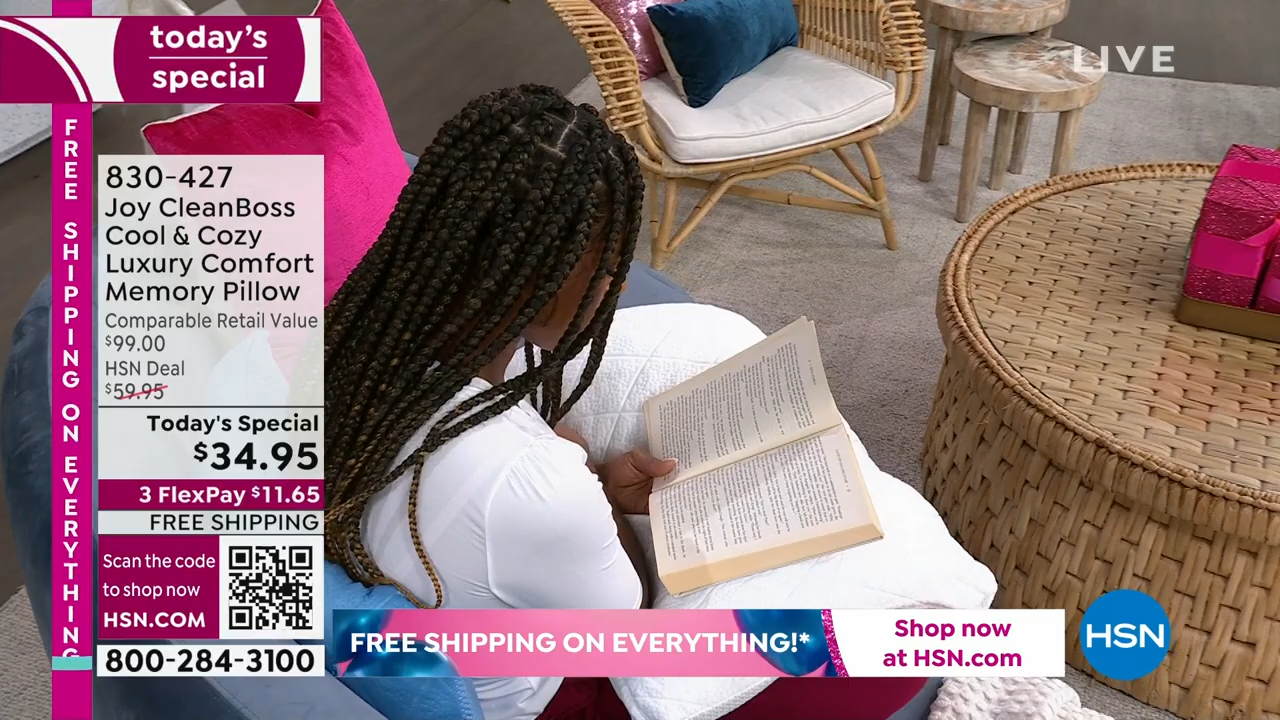 today's
special
LIVE
FREE SHIPPING ON EVERYTHING
830-427
Joy CleanBoss
Cool & Cozy
Luxury Comfort
Memory Pillow
Comparable Retail Value
$99.00
HSN Deal
$59.95
Today's Special
$34.95
3 FlexPay $11.65
FREE SHIPPING
Scan the code
to shop now
HSN.COM
800-284-3100
FREE SHIPPING ON EVERYTHING!*
Shop now
at HSN.com
HSN